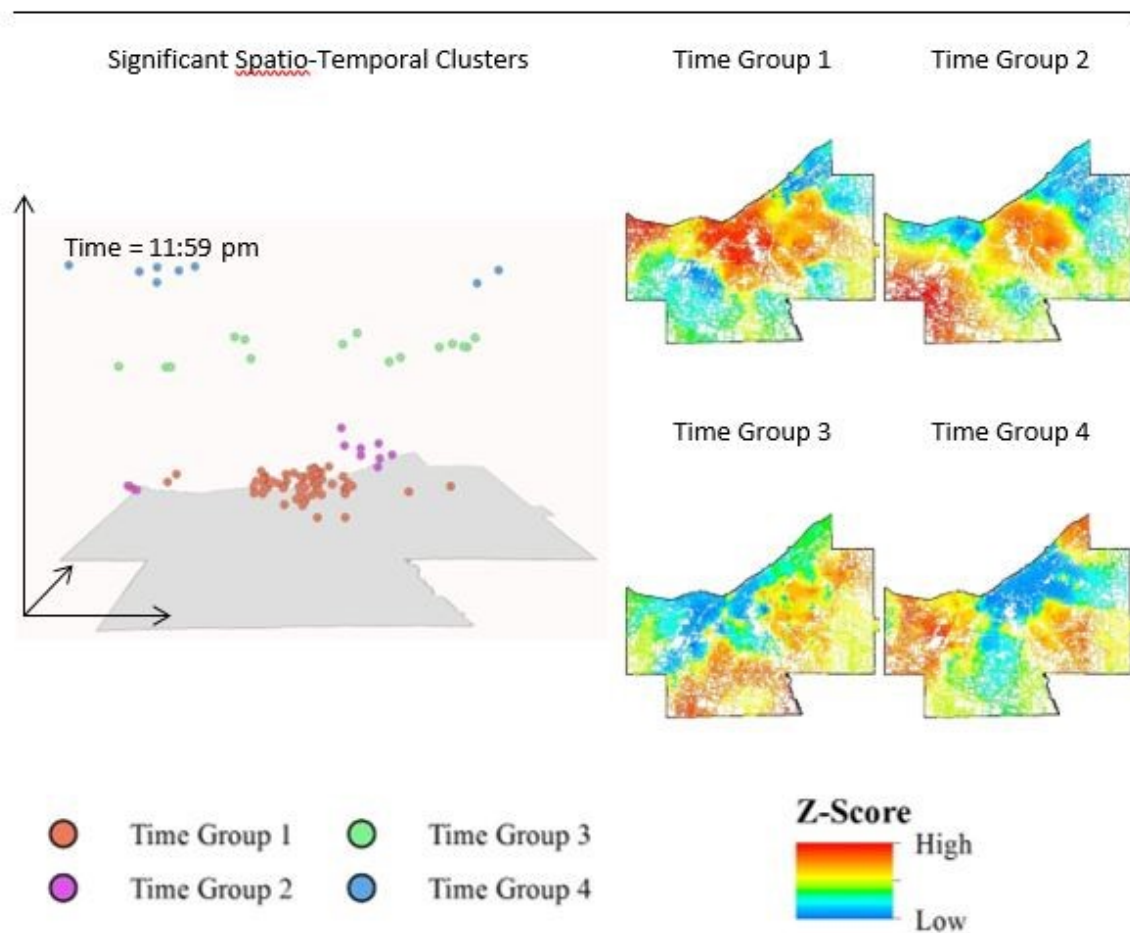 Significant Spatio-Temporal Clusters
Time Group 1
Time Group 2
Time = 11:59 pm
Time Group 3
Time Group 4
Time Group 1
Time Group 3
Time Group 2
Time Group 4
Z-Score
High
Low